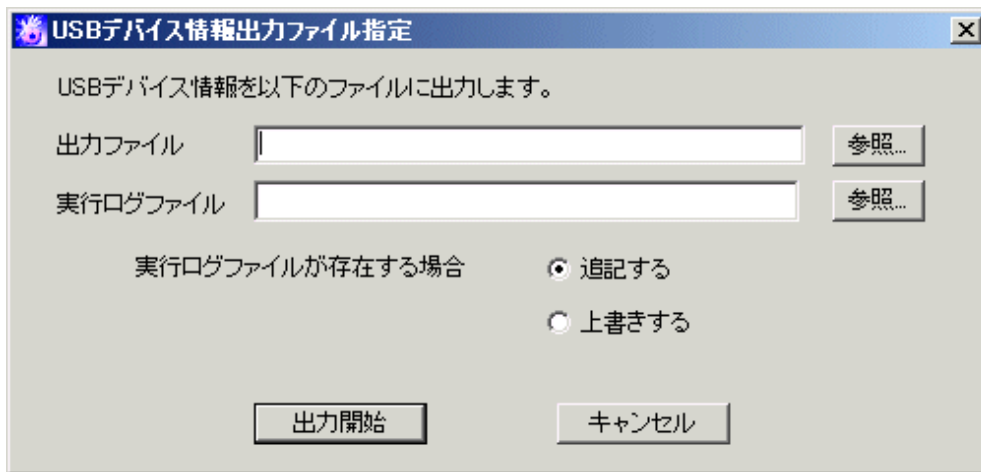 USBデバイス情報出力ファイル指定
USBデバイス情報を以下のファイルに出力します。
出力ファイル 参照...
実行ログファイル 参照...
実行ログファイルが存在する場合 追記する
上書きする
出力開始 キャンセル